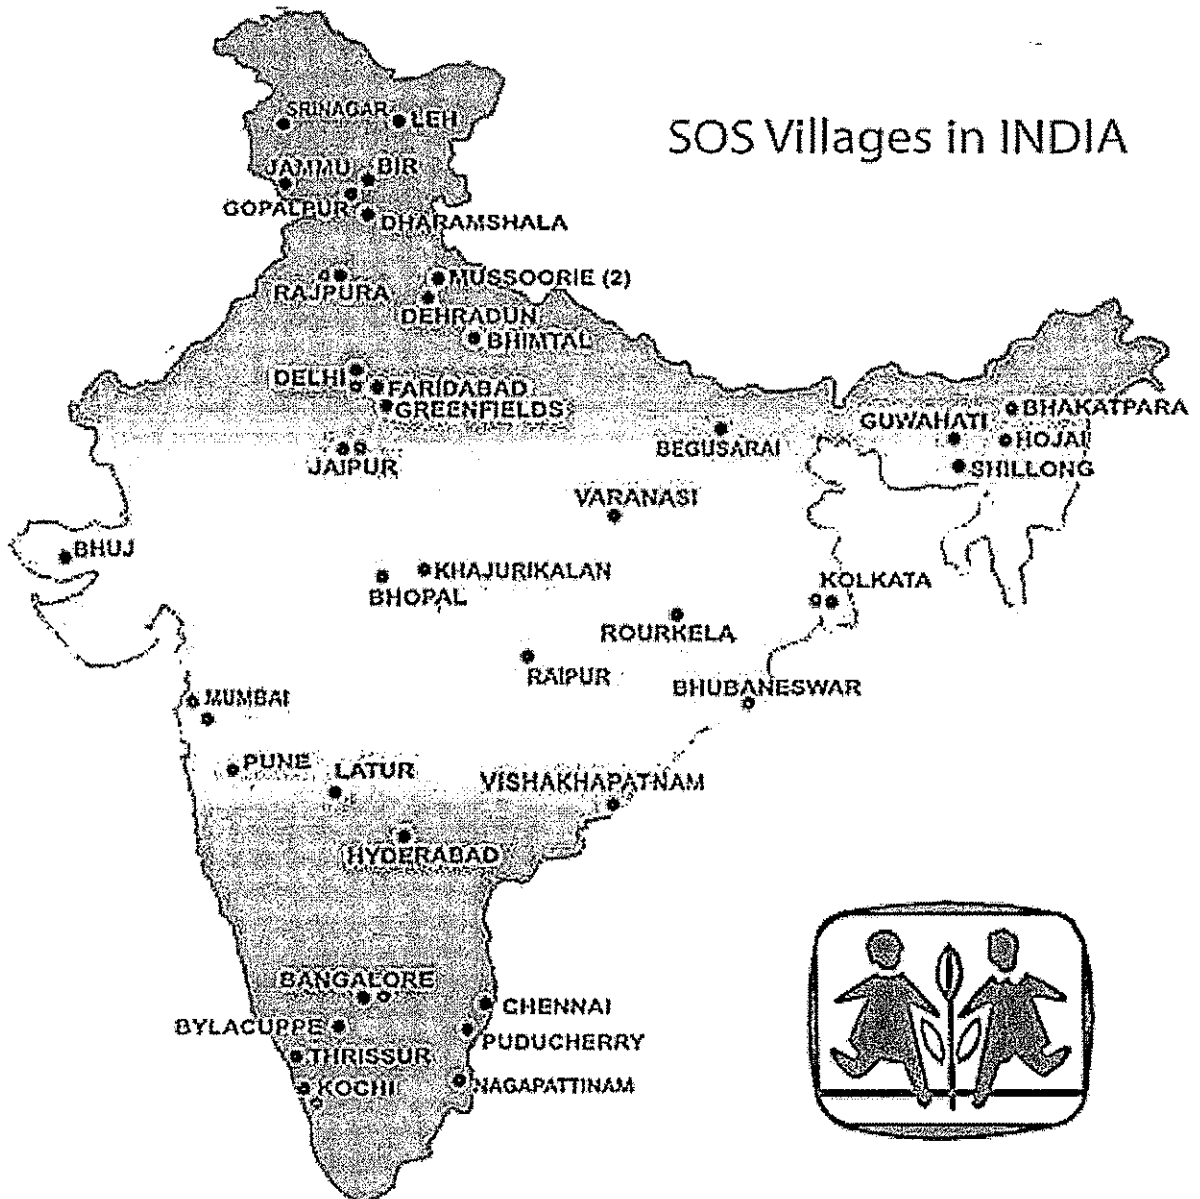 SRINAGAR
LEH
SOS Villages in INDIA
JAMMU
BIR
GOPALPUR
DHARAMSHALA
MUSSOORIE (2)
RAJPURA
DEHRADUN
BHIMTAL
DELHI
FARIDABAD
GREENFIELDS
BHAKATPARA
GUWAHATI
HOJAI
BEGUSARAI
JAIPUR
SHILLONG
VARANASI
BHUJ
KHAJURIKALAN
KOLKATA
BHOPAL
ROURKELA
RAIPUR
BHUBANESWAR
MUMBAI
PUNE
LATUR
VISHAKHAPATNAM
HYDERABAD
BANGALORE
CHENNAI
BYLACUPPE
PUDUCHERRY
THRISSUR
KOCHI
NAGAPATTINAM